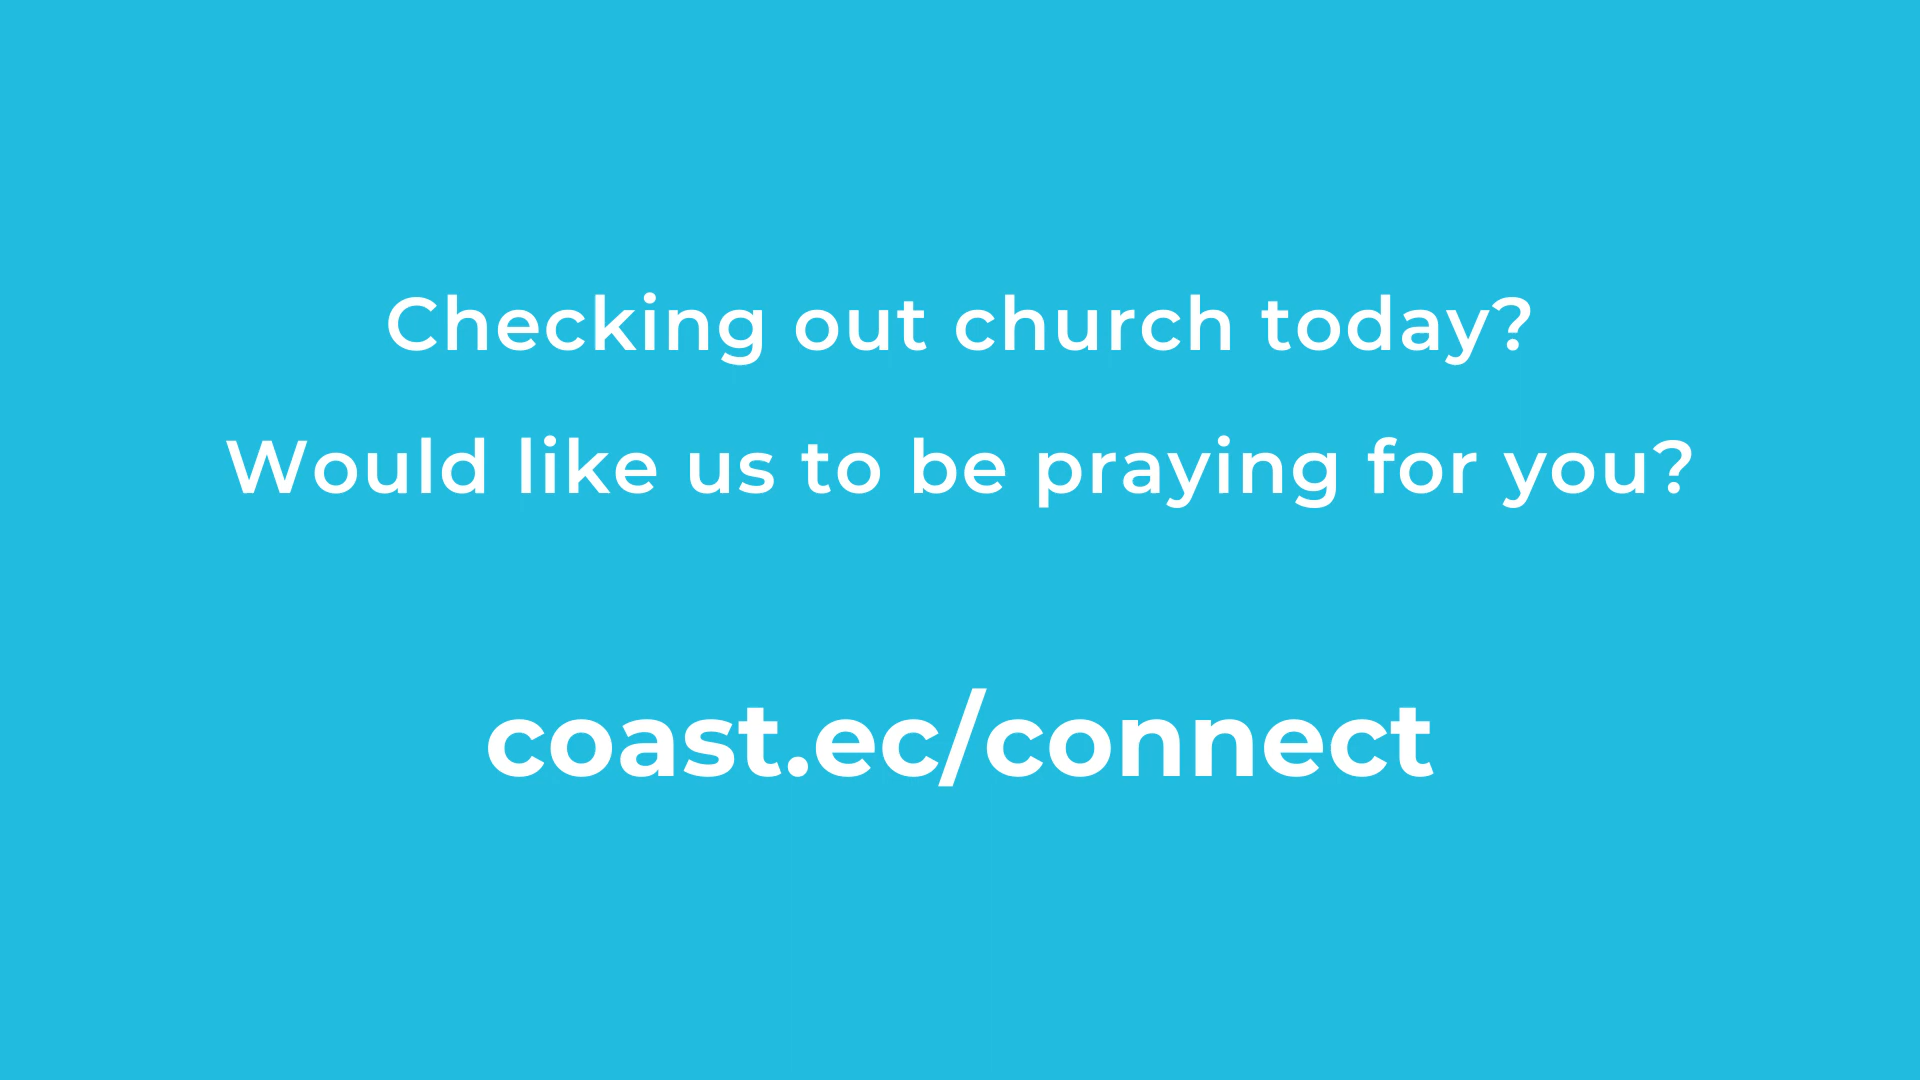 Checking out church today?
Would like us to be praying for you?
coast.ec/connect